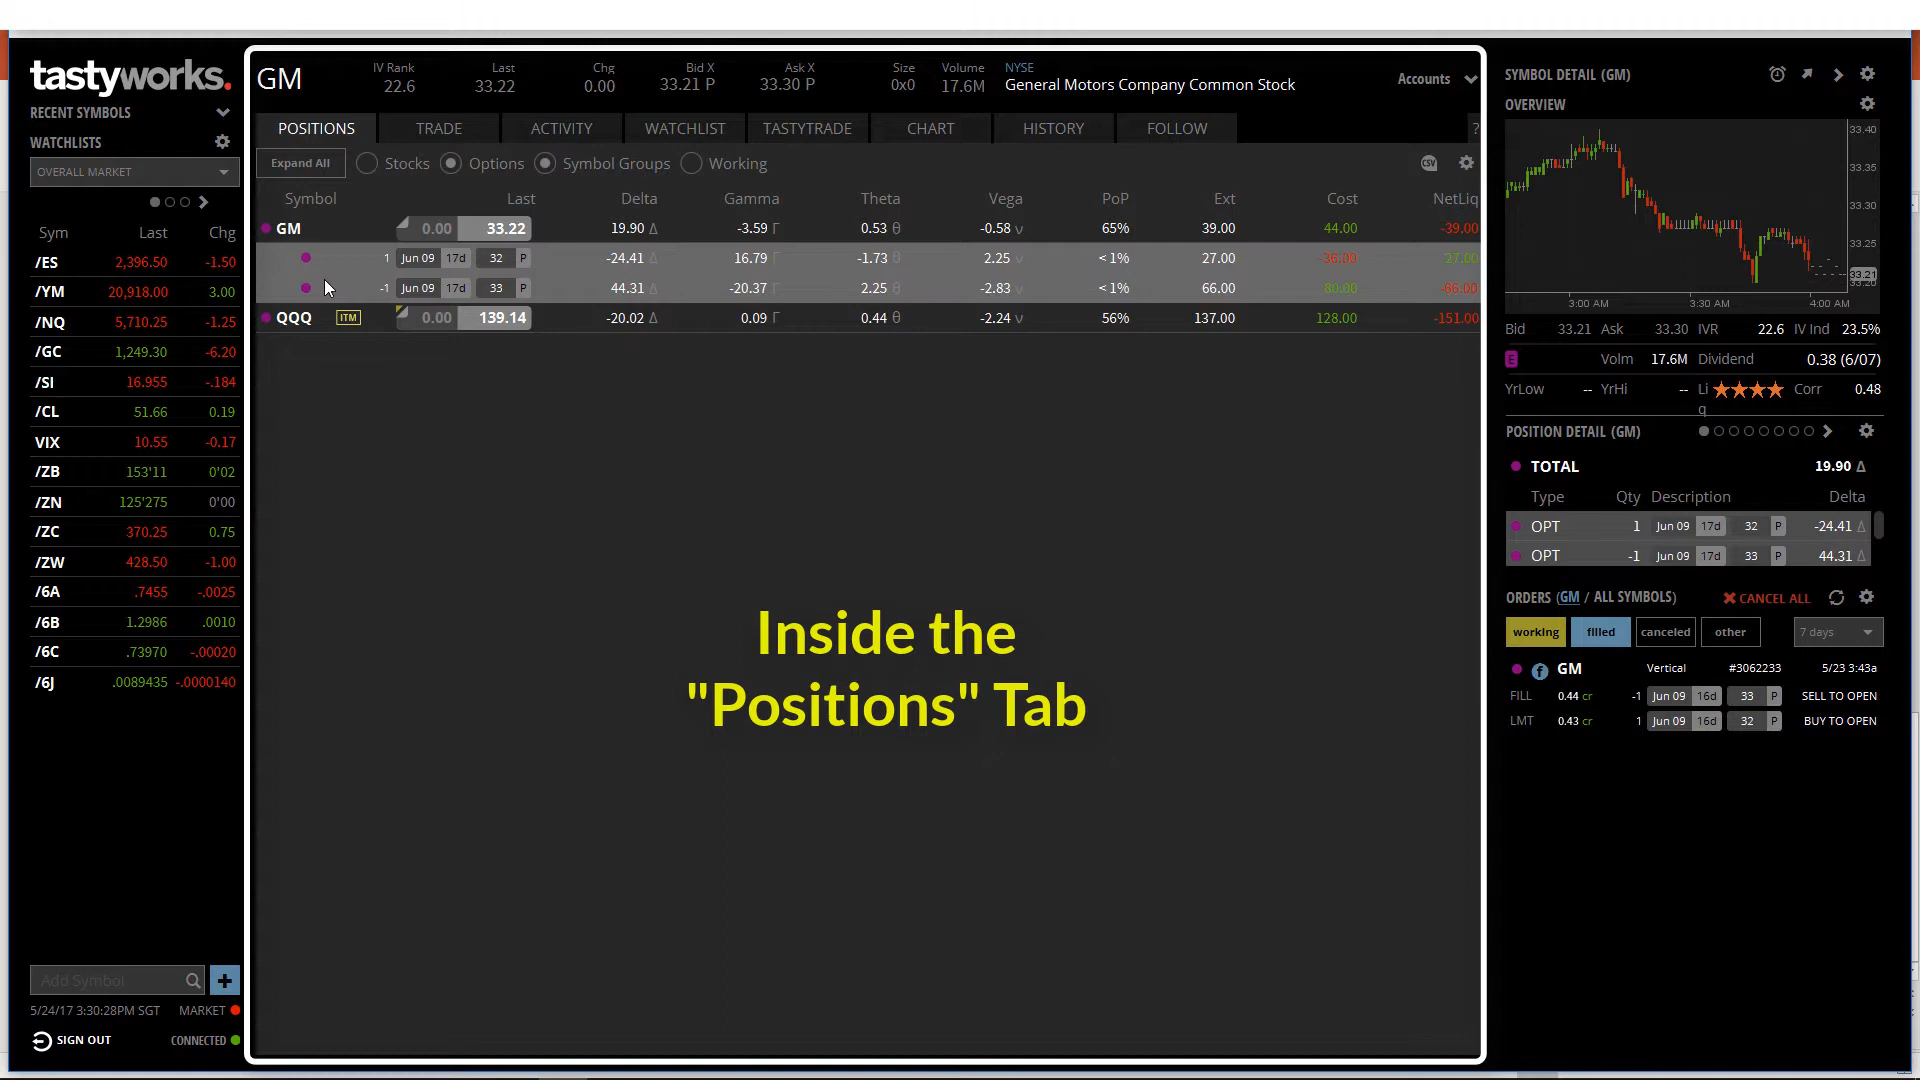 tastyworks.
RECENT SYMBOLS
WATCHLISTS
OVERALL MARKET
Sym Last Chg
/ES 2,396.50 -1.50
/YM 20,918.00 3.00
/NQ 5,710.25 -1.25
/GC 1,249.30 -6.20
/SI 16.955 -.184
/CL 51.66 0.19
VIX 10.55 -0.17
/ZB 153'11 0'02
/ZN 125'275 0'00
/ZC 370.25 0.75
/ZW 428.50 -1.00
/6A .7455 -.0025
/6B 1.2986 .0010
/6C .73970 -.00020
/6J .0089435 -.0000140
Add Symbol +
5/24/17 3:30:28PM SGT MARKET
SIGN OUT CONNECTED
IV Rank Last Chg Bid X Ask X Size Volume NYSE
GM 22.6 33.22 0.00 33.21 P 33.30 P 0x0 17.6M General Motors Company Common Stock Accounts
POSITIONS TRADE ACTIVITY WATCHLIST TASTYTRADE CHART HISTORY FOLLOW ?
Expand All Stocks Options Symbol Groups Working CSV
Symbol Last Delta Gamma Theta Vega PoP Ext Cost NetLiq
GM 0.00 33.22 19.90 Δ -3.59 Γ 0.53 θ -0.58 ν 65% 39.00 44.00 -39.00
1 Jun 09 17d 32 P -24.41 Δ 16.79 Γ -1.73 θ 2.25 ν <1% 27.00 -36.00 27.00
-1 Jun 09 17d 33 P 44.31 Δ -20.37 Γ 2.25 θ -2.83 ν <1% 66.00 80.00 -66.00
QQQ ITM 0.00 139.14 -20.02 Δ 0.09 Γ 0.44 θ -2.24 ν 56% 137.00 128.00 -151.00
Inside the
"Positions" Tab
SYMBOL DETAIL (GM)
OVERVIEW
33.40
33.35
33.30
33.25
33.21
33.20
3:00 AM 3:30 AM 4:00 AM
Bid 33.21 Ask 33.30 IVR 22.6 IV Ind 23.5%
E Volm 17.6M Dividend 0.38 (6/07)
YrLow -- YrHi -- Liq Corr 0.48
POSITION DETAIL (GM)
TOTAL 19.90 Δ
Type Qty Description Delta
OPT 1 Jun 09 17d 32 P -24.41 Δ
OPT -1 Jun 09 17d 33 P 44.31 Δ
ORDERS (GM / ALL SYMBOLS) CANCEL ALL
working filled canceled other 7 days
f GM Vertical #3062233 5/23 3:43a
FILL 0.44 cr -1 Jun 09 16d 33 P SELL TO OPEN
LMT 0.43 cr 1 Jun 09 16d 32 P BUY TO OPEN